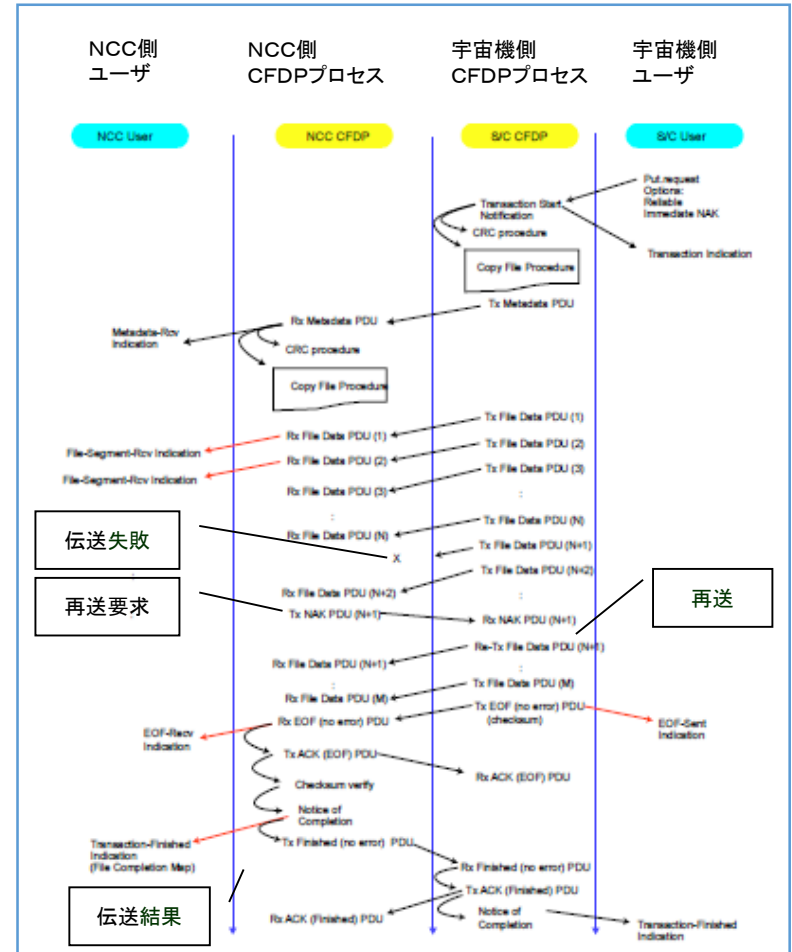 NCC側
ユーザ
NCC側
CFDPプロセス
宇宙機側
CFDPプロセス
宇宙機側
ユーザ
NCC User
NCC CFDP
S/C CFDP
S/C User
Put.request
Options:
Reliable
Immediate NAK
Transaction Start
Notification
CRC procedure
Transaction Indication
Copy File Procedure
Tx Metadata PDU
Rx Metadata PDU
Metadata-Rcv
Indication
CRC procedure
Copy File Procedure
Tx File Data PDU (1)
Rx File Data PDU (1)
File-Segment-Rcv Indication
Tx File Data PDU (2)
Rx File Data PDU (2)
File-Segment-Rcv Indication
Tx File Data PDU (3)
Rx File Data PDU (3)
:
:
Tx File Data PDU (N)
Rx File Data PDU (N)
伝送失敗
X
Tx File Data PDU (N+1)
Tx File Data PDU (N+2)
Rx File Data PDU (N+2)
:
再送要求
Tx NAK PDU (N+1)
Rx NAK PDU (N+1)
再送
Re-Tx File Data PDU (N+1)
Rx File Data PDU (N+1)
:
:
Tx File Data PDU (M)
Rx File Data PDU (M)
Tx EOF (no error) PDU
(checksum)
Rx EOF (no error) PDU
EOF-Recv
Indication
EOF-Sent
Indication
Tx ACK (EOF) PDU
Rx ACK (EOF) PDU
Checksum verify
Notice of
Completion
Transaction-Finished
Indication
(File Completion Map)
Tx Finished (no error) PDU
Rx Finished (no error) PDU
Tx ACK (Finished) PDU
伝送結果
Rx ACK (Finished) PDU
Notice of
Completion
Transaction-Finished
Indication